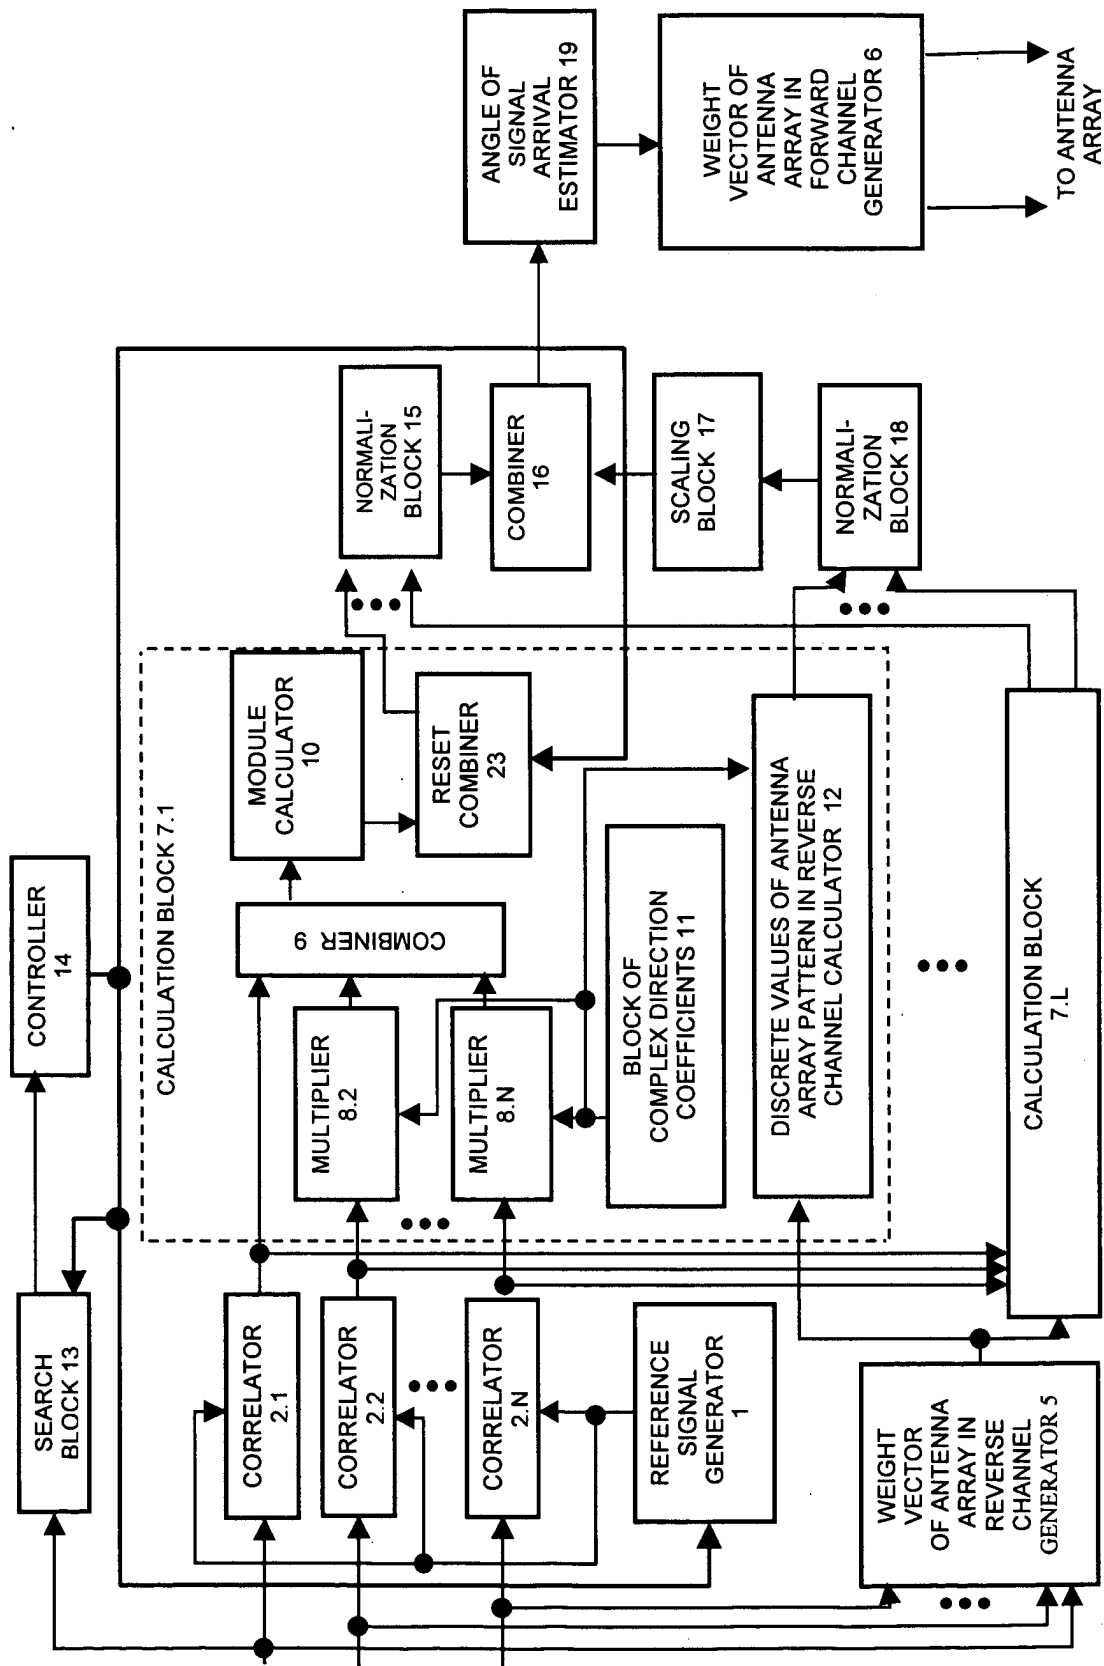 SEARCH
BLOCK 13
CONTROLLER
14
CALCULATION BLOCK 7.1
CORRELATOR
2.1
CORRELATOR
2.2
CORRELATOR
2.N
REFERENCE
SIGNAL
GENERATOR
1
WEIGHT
VECTOR
OF ANTENNA
ARRAY IN
REVERSE
CHANNEL
GENERATOR 5
MULTIPLIER
8.2
MULTIPLIER
8.N
COMBINER 9
MODULE
CALCULATOR
10
RESET
COMBINER
23
BLOCK OF
COMPLEX DIRECTION
COEFFICIENTS 11
DISCRETE VALUES OF ANTENNA
ARRAY PATTERN IN REVERSE
CHANNEL CALCULATOR 12
CALCULATION BLOCK
7.L
NORMALI-
ZATION
BLOCK 15
COMBINER
16
SCALING
BLOCK 17
NORMALI-
ZATION
BLOCK 18
ANGLE OF
SIGNAL
ARRIVAL
ESTIMATOR 19
WEIGHT
VECTOR OF
ANTENNA
ARRAY IN
FORWARD
CHANNEL
GENERATOR 6
TO ANTENNA
ARRAY